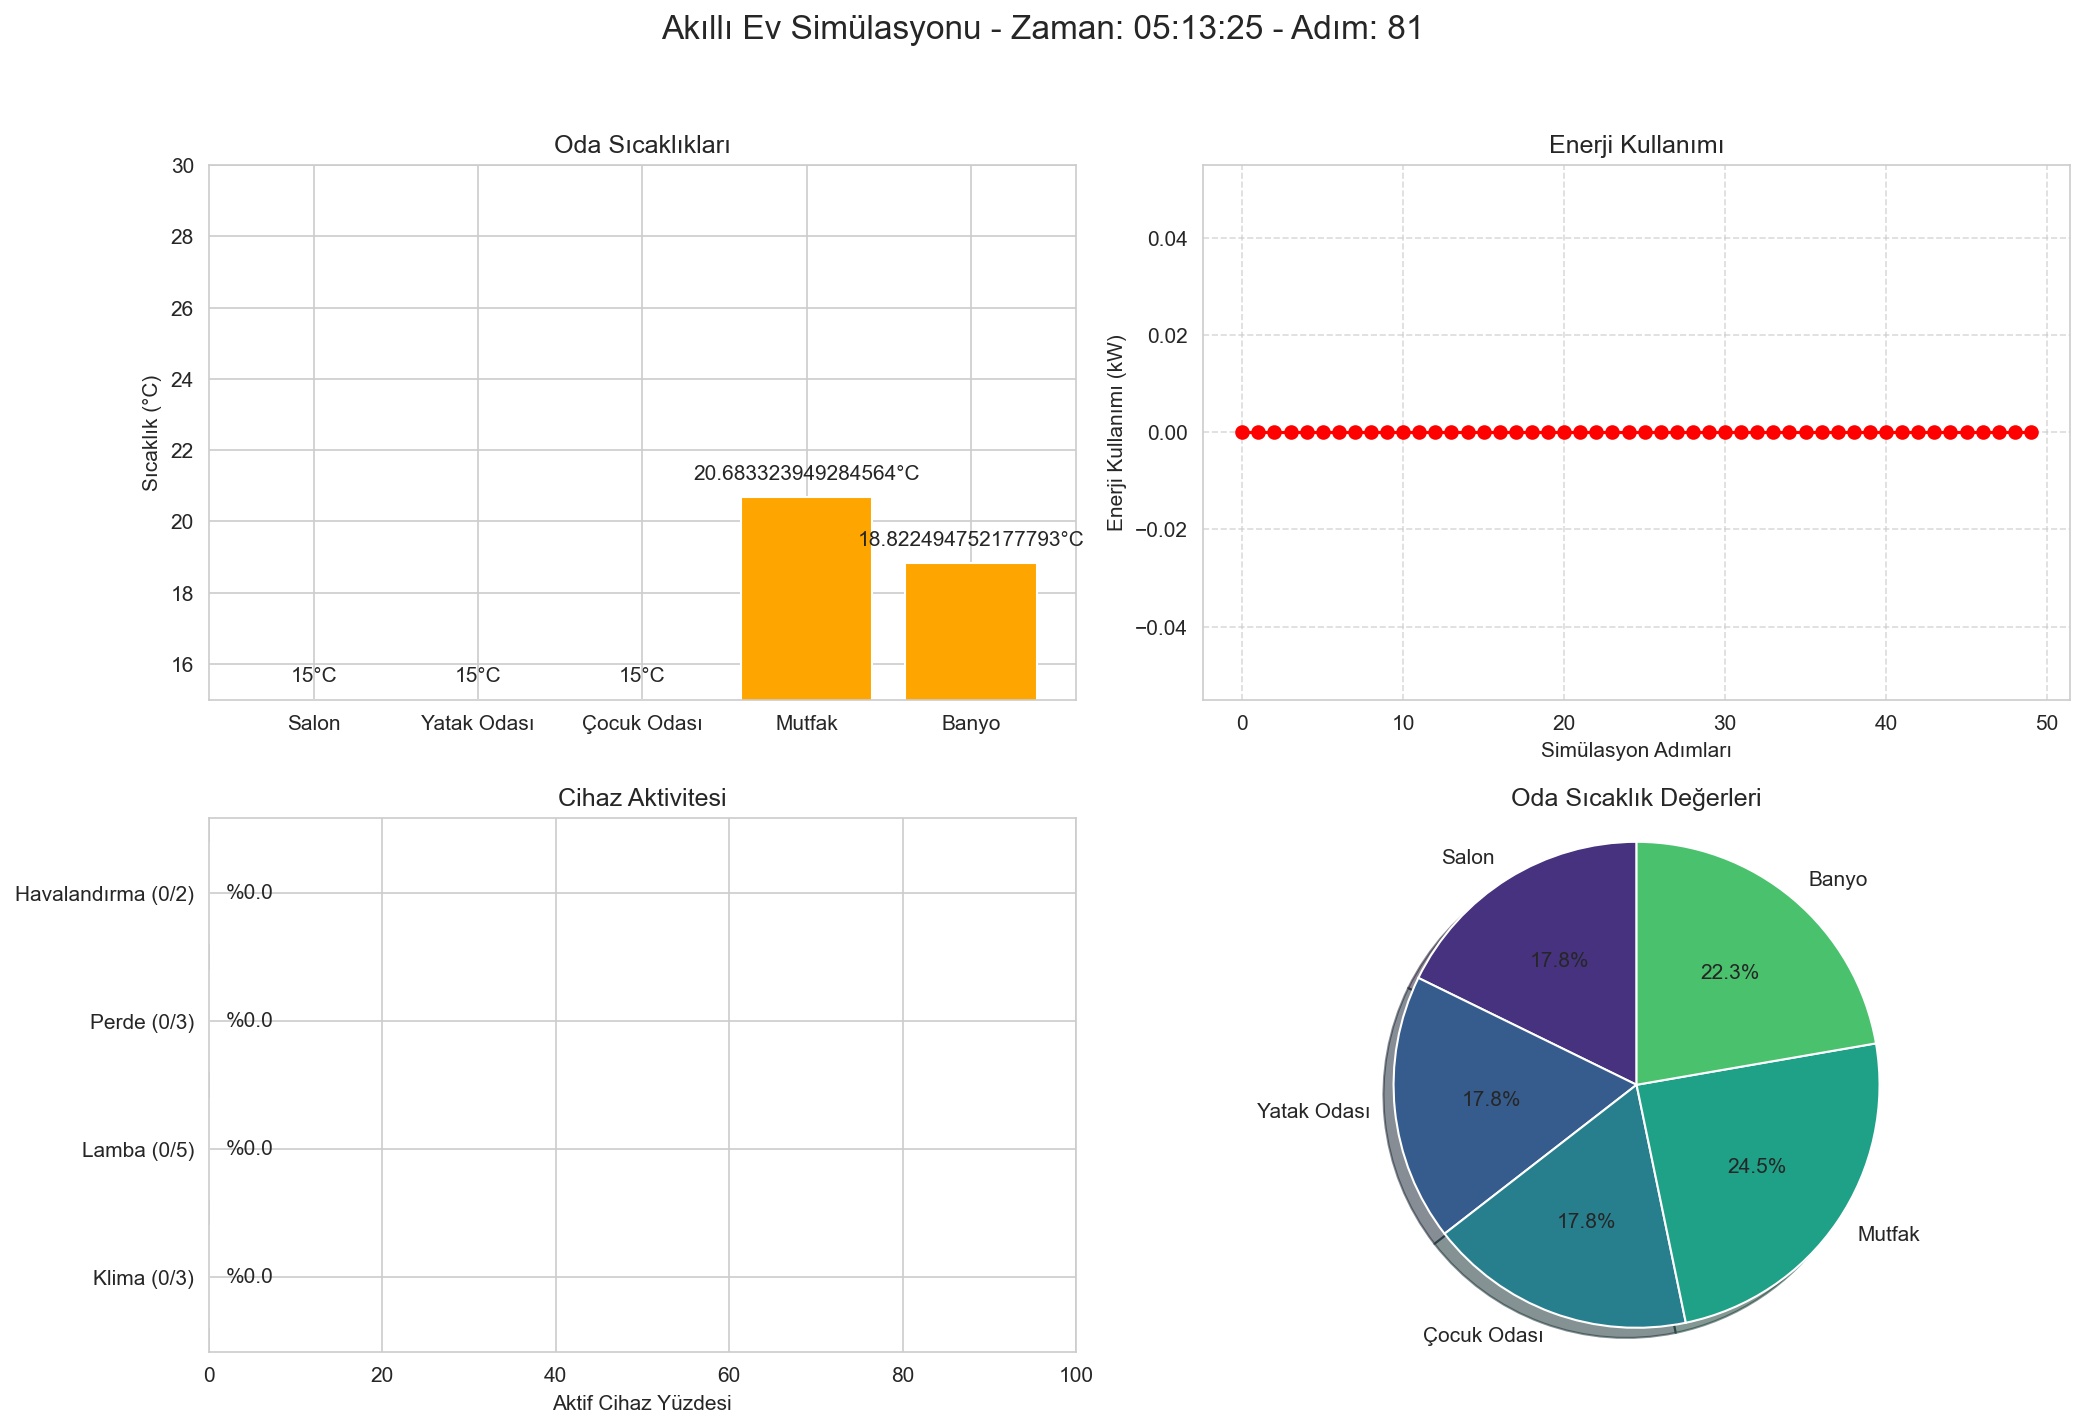 Akıllı Ev Simülasyonu - Zaman: 05:13:25 - Adım: 81
Oda Sıcaklıkları
30
28
26
24
22
20
18
16
Sıcaklık (°C)
20.683323949284564°C
18.822494752177793°C
15°C 15°C 15°C
Salon Yatak Odası Çocuk Odası Mutfak Banyo
Enerji Kullanımı
0.04
0.02
0.00
−0.02
−0.04
Enerji Kullanımı (kW)
0 10 20 30 40 50
Simülasyon Adımları
Cihaz Aktivitesi
Havalandırma (0/2) %0.0
Perde (0/3) %0.0
Lamba (0/5) %0.0
Klima (0/3) %0.0
0 20 40 60 80 100
Aktif Cihaz Yüzdesi
Oda Sıcaklık Değerleri
Salon
Banyo
17.8%
22.3%
Yatak Odası
17.8%
24.5%
17.8%
Mutfak
Çocuk Odası